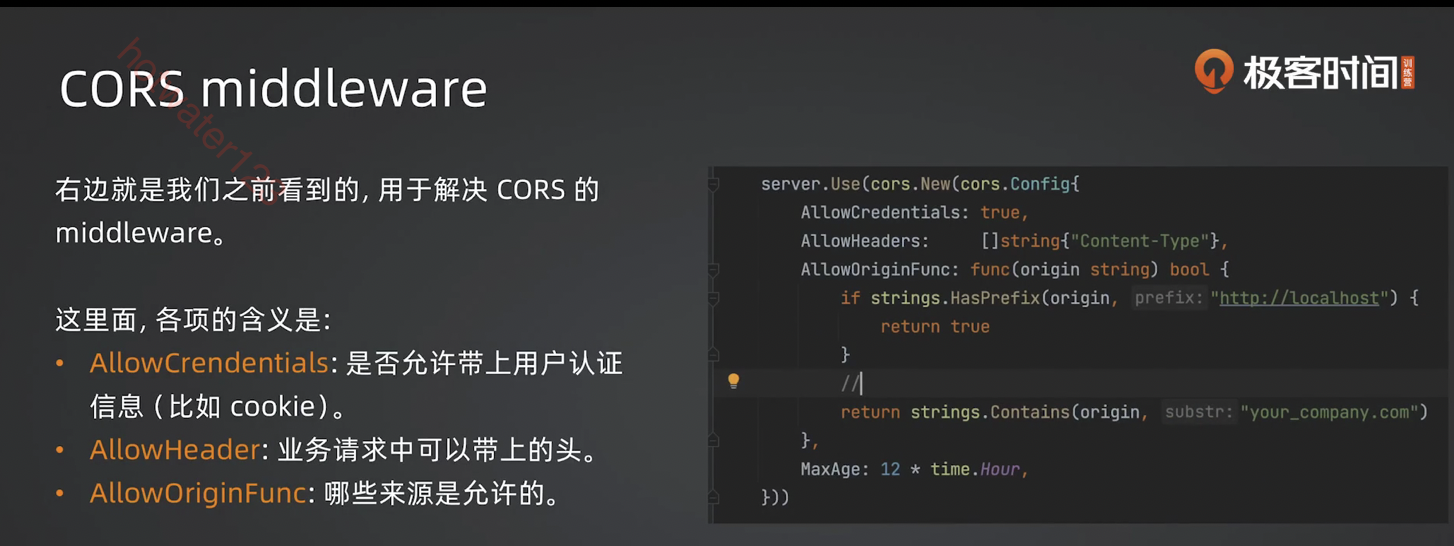 CORS middleware
极客时间
训练营
右边就是我们之前看到的, 用于解决 CORS 的
middleware。
这里面, 各项的含义是:
• AllowCrendentials: 是否允许带上用户认证
信息 ( 比如 cookie) 。
• AllowHeader: 业务请求中可以带上的头。
• AllowOriginFunc: 哪些来源是允许的。
server.Use(cors.New(cors.Config{
AllowCredentials: true,
AllowHeaders: []string{"Content-Type"},
AllowOriginFunc: func(origin string) bool {
if strings.HasPrefix(origin, prefix: "http://localhost") {
return true
}
//
return strings.Contains(origin, substr: "your_company.com")
},
MaxAge: 12 * time.Hour,
}))